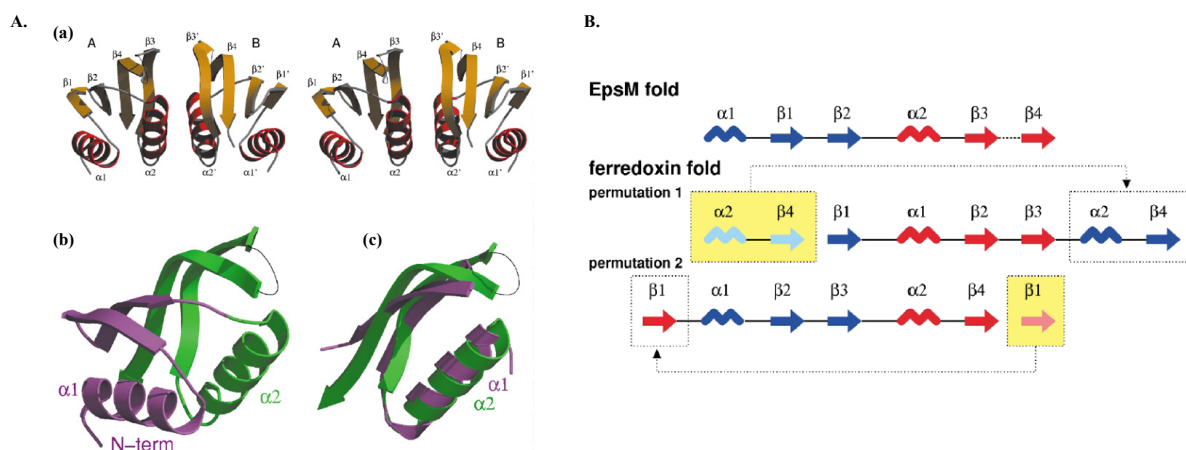 A.
(a)
A β3 β3' β4 B
β4
β2 β2'
β1 β1'
α1 α2 α2' α1'
A β3 β3' β4 B
β4
β2 β2'
β1 β1'
α1 α2 α2' α1'
(b)
α1
α2
N-term
(c)
α1
α2
B.
EpsM fold
α1 β1 β2 α2 β3 β4
ferredoxin fold
permutation 1
α2 β4 β1 α1 β2 β3 α2 β4
permutation 2
β1 α1 β2 β3 α2 β4 β1